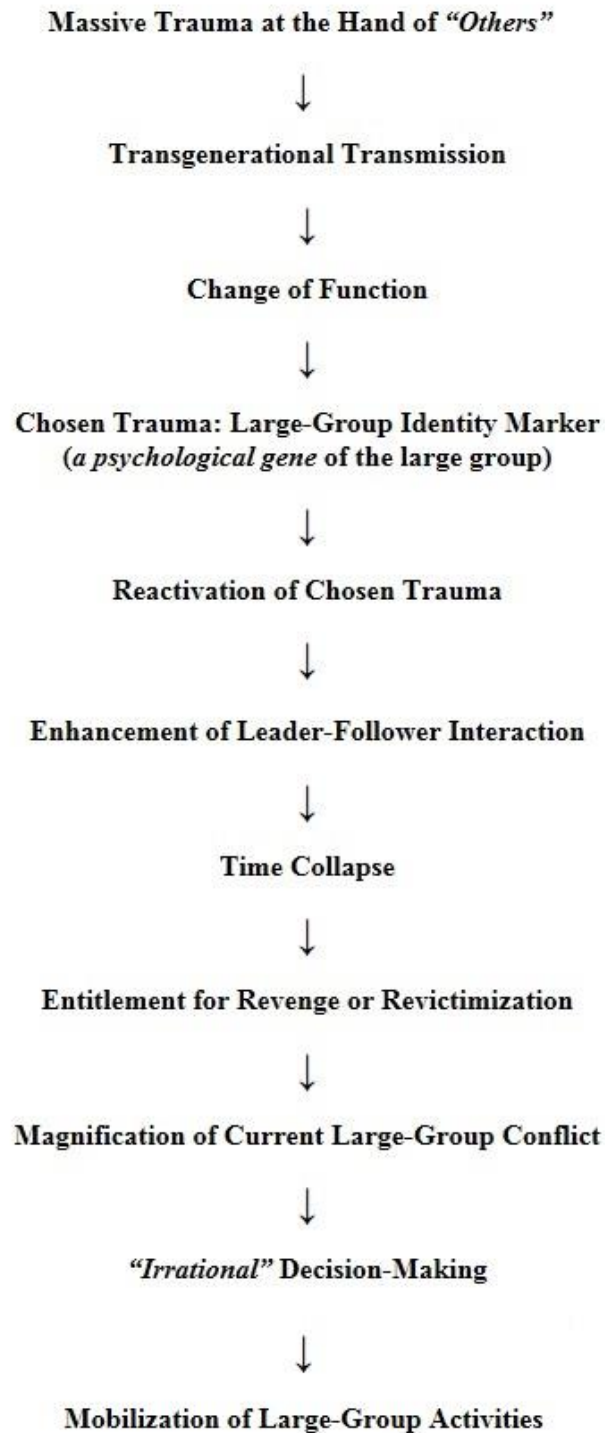 Massive Trauma at the Hand of “Others”
↓
Transgenerational Transmission
↓
Change of Function
↓
Chosen Trauma: Large-Group Identity Marker
(a psychological gene of the large group)
↓
Reactivation of Chosen Trauma
↓
Enhancement of Leader-Follower Interaction
↓
Time Collapse
↓
Entitlement for Revenge or Revictimization
↓
Magnification of Current Large-Group Conflict
↓
“Irrational” Decision-Making
↓
Mobilization of Large-Group Activities